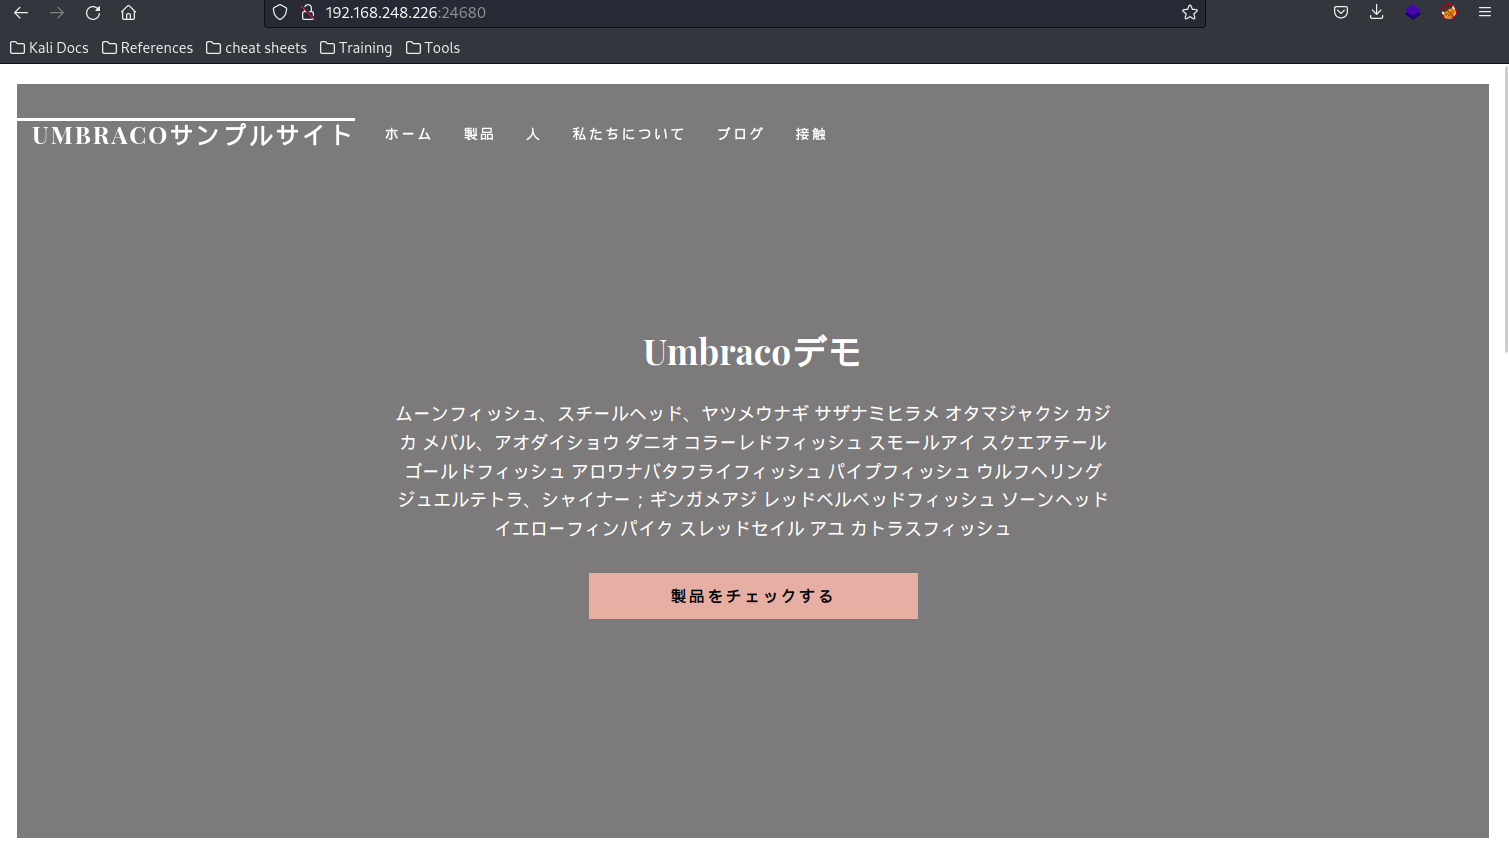 192.168.248.226:24680
Kali Docs References cheat sheets Training Tools
UMBRACOサンプルサイト ホーム 製品 人 私たちについて ブログ 接触
Umbracoデモ
ムーンフィッシュ、スチールヘッド、ヤツメウナギ サザナミヒラメ オタマジャクシ カジ
カ メバル、アオダイショウ ダニオ コラーレドフィッシュ スモールアイ スクエアテール
ゴールドフィッシュ アロワナバタフライフィッシュ パイプフィッシュ ウルフヘリング
ジュエルテトラ、シャイナー；ギンガメアジ レッドベルベッドフィッシュ ソーンヘッド
イエローフィンパイク スレッドセイル アユ カトラスフィッシュ
製品をチェックする